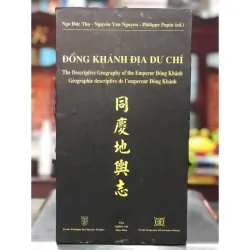 Ngô Đức Thọ - Nguyễn Văn Nguyên - Philippe Papin (ed.)
ĐỒNG KHÁNH ĐỊA DƯ CHÍ
The Descriptive Geography of the Emperor Đồng Khánh
Géographie descriptive de l'empereur Đồng Khánh
同
慶
地
輿
志